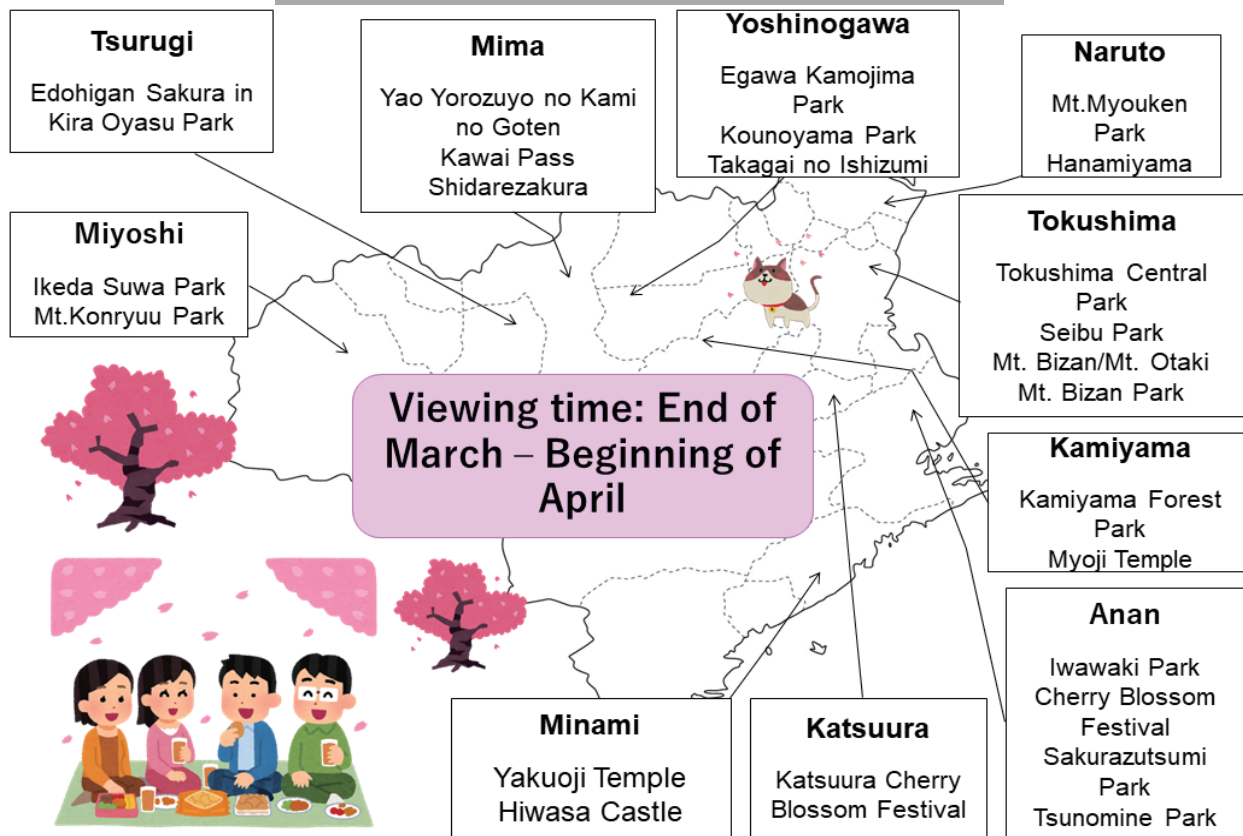 Tsurugi
Edohigan Sakura in
Kira Oyasu Park
Mima
Yao Yorozuyo no Kami
no Goten
Kawai Pass
Shidarezakura
Yoshinogawa
Egawa Kamojima
Park
Kounoyama Park
Takagai no Ishizumi
Naruto
Mt.Myouken
Park
Hanamiyama
Miyoshi
Ikeda Suwa Park
Mt.Konryuu Park
Tokushima
Tokushima Central
Park
Seibu Park
Mt. Bizan/Mt. Otaki
Mt. Bizan Park
Viewing time: End of
March – Beginning of
April
Kamiyama
Kamiyama Forest
Park
Myoji Temple
Anan
Iwawaki Park
Cherry Blossom
Festival
Sakurazutsumi
Park
Tsunomine Park
Minami
Yakuoji Temple
Hiwasa Castle
Katsuura
Katsuura Cherry
Blossom Festival